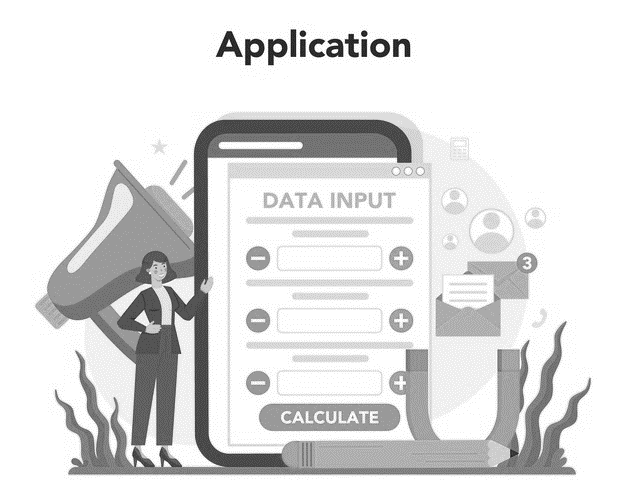 Application
DATA INPUT
3
CALCULATE